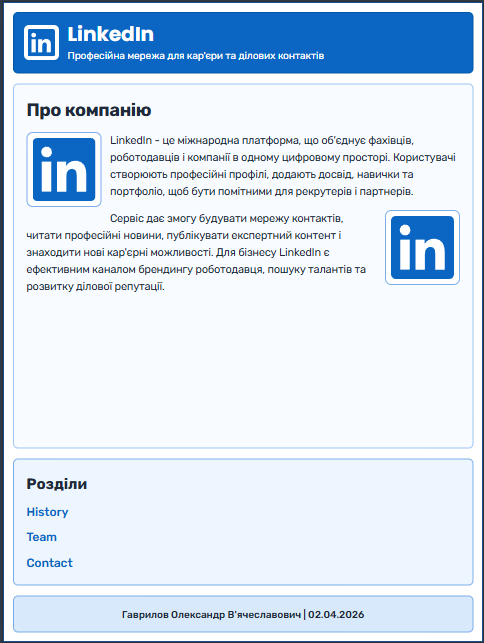 in
LinkedIn
Професійна мережа для кар'єри та ділових контактів
Про компанію
in
LinkedIn - це міжнародна платформа, що об'єднує фахівців,
роботодавців і компанії в одному цифровому просторі. Користувачі
створюють професійні профілі, додають досвід, навички та
портфоліо, щоб бути помітними для рекрутерів і партнерів.
Сервіс дає змогу будувати мережу контактів,
читати професійні новини, публікувати експертний контент і
знаходити нові кар'єрні можливості. Для бізнесу LinkedIn є
ефективним каналом брендингу роботодавця, пошуку талантів та
розвитку ділової репутації.
in
Розділи
History
Team
Contact
Гаврилов Олександр В'ячеславович | 02.04.2026